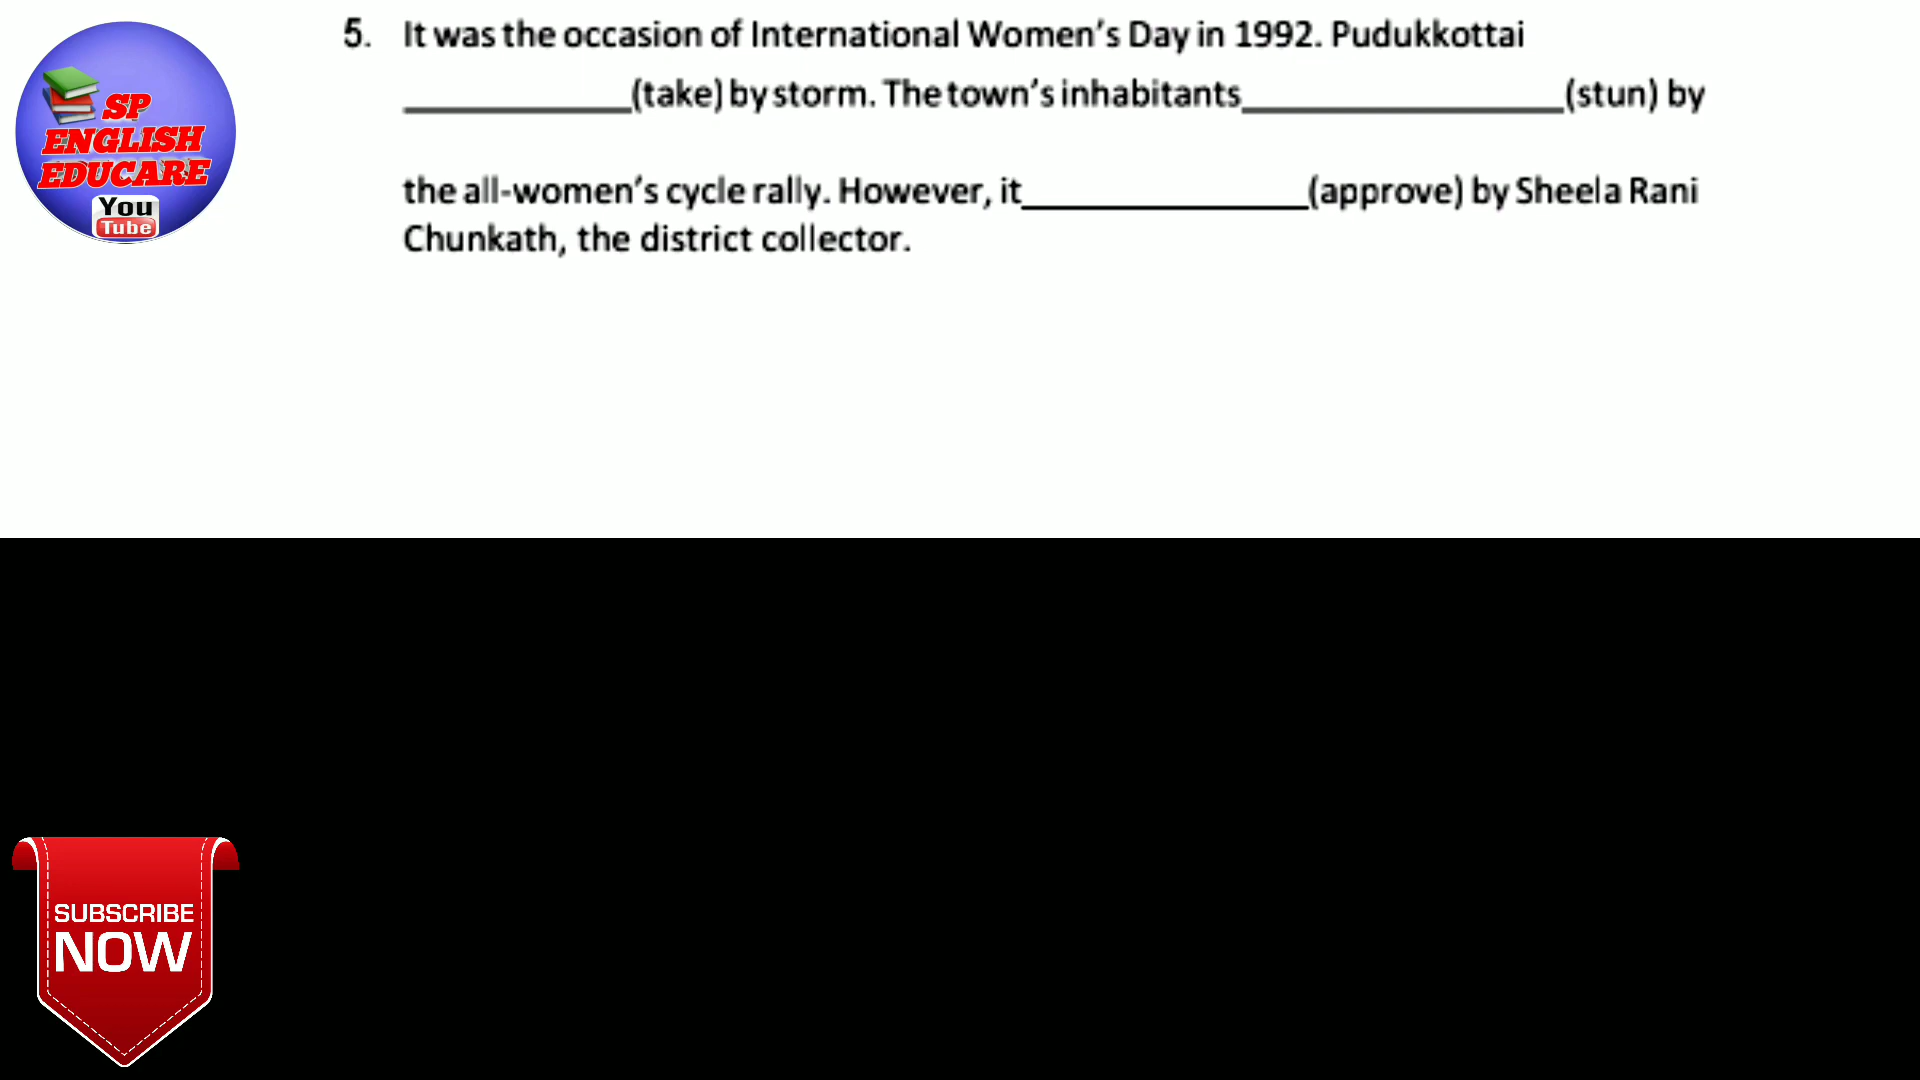 SP
ENGLISH
EDUCARE
You
Tube
5. It was the occasion of International Women's Day in 1992. Pudukkottai
____________(take) by storm. The town's inhabitants_________________(stun) by
the all-women's cycle rally. However, it_______________(approve) by Sheela Rani
Chunkath, the district collector.
SUBSCRIBE
NOW